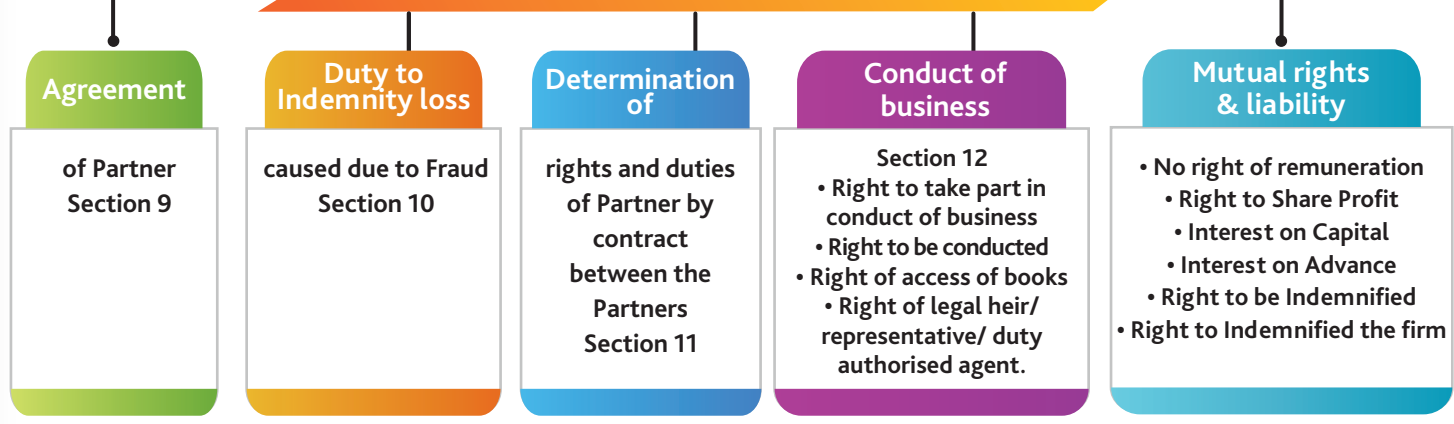 Agreement
of Partner
Section 9
Duty to
Indemnity loss
caused due to Fraud
Section 10
Determination
of
rights and duties
of Partner by
contract
between the
Partners
Section 11
Conduct of
business
Section 12
• Right to take part in
conduct of business
• Right to be conducted
• Right of access of books
• Right of legal heir/
representative/ duty
authorised agent.
Mutual rights
& liability
• No right of remuneration
• Right to Share Profit
• Interest on Capital
• Interest on Advance
• Right to be Indemnified
• Right to Indemnified the firm